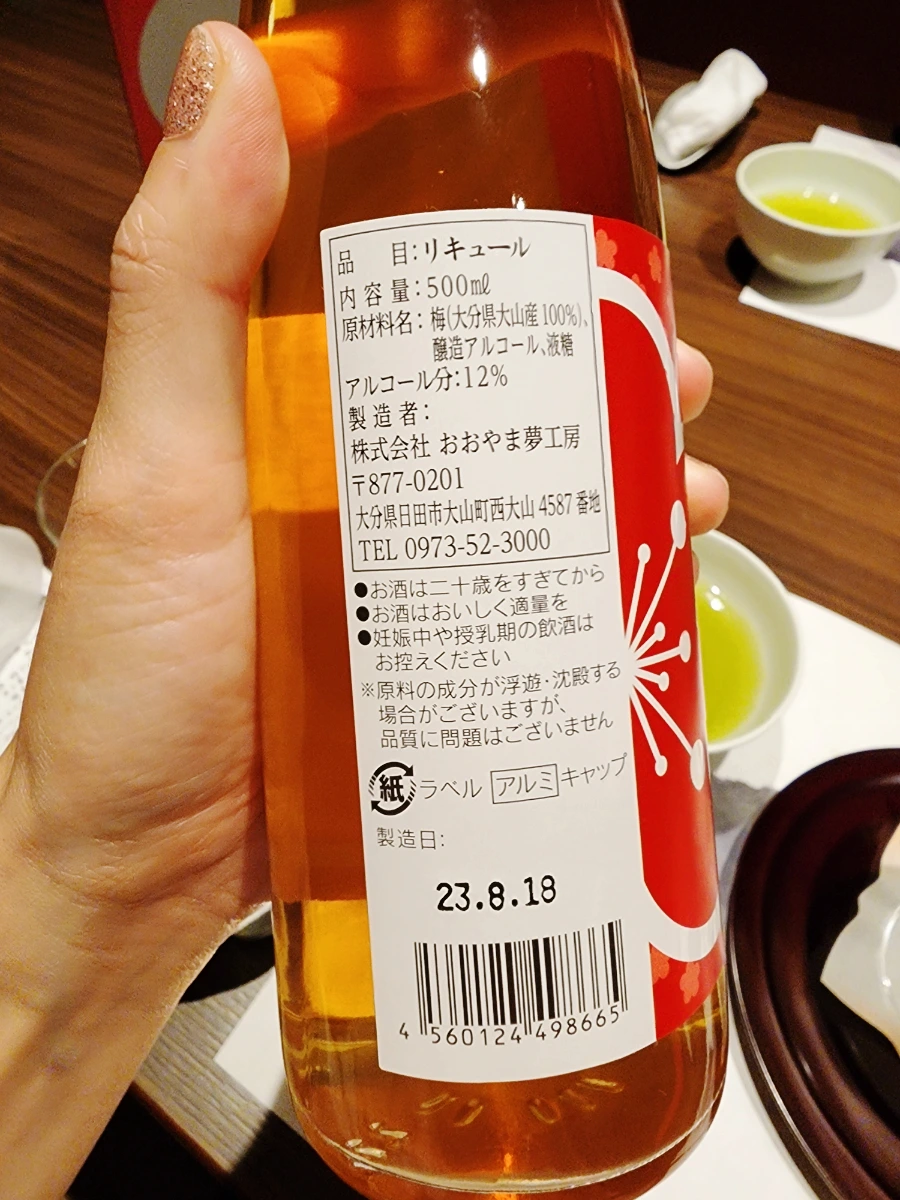 品　目：リキュール
内容量：500㎖
原材料名：梅(大分県大山産100%)、
醸造アルコール、液糖
アルコール分：12%
製造者：
株式会社 おおやま夢工房
〒877-0201
大分県日田市大山町西大山4587番地
TEL 0973-52-3000
●お酒は二十歳をすぎてから
●お酒はおいしく適量を
●妊娠中や授乳期の飲酒は
お控えください
※原料の成分が浮遊・沈殿する
場合がございますが、
品質に問題はございません
紙 ラベル アルミ キャップ
製造日：
23.8.18
4 560124 498665